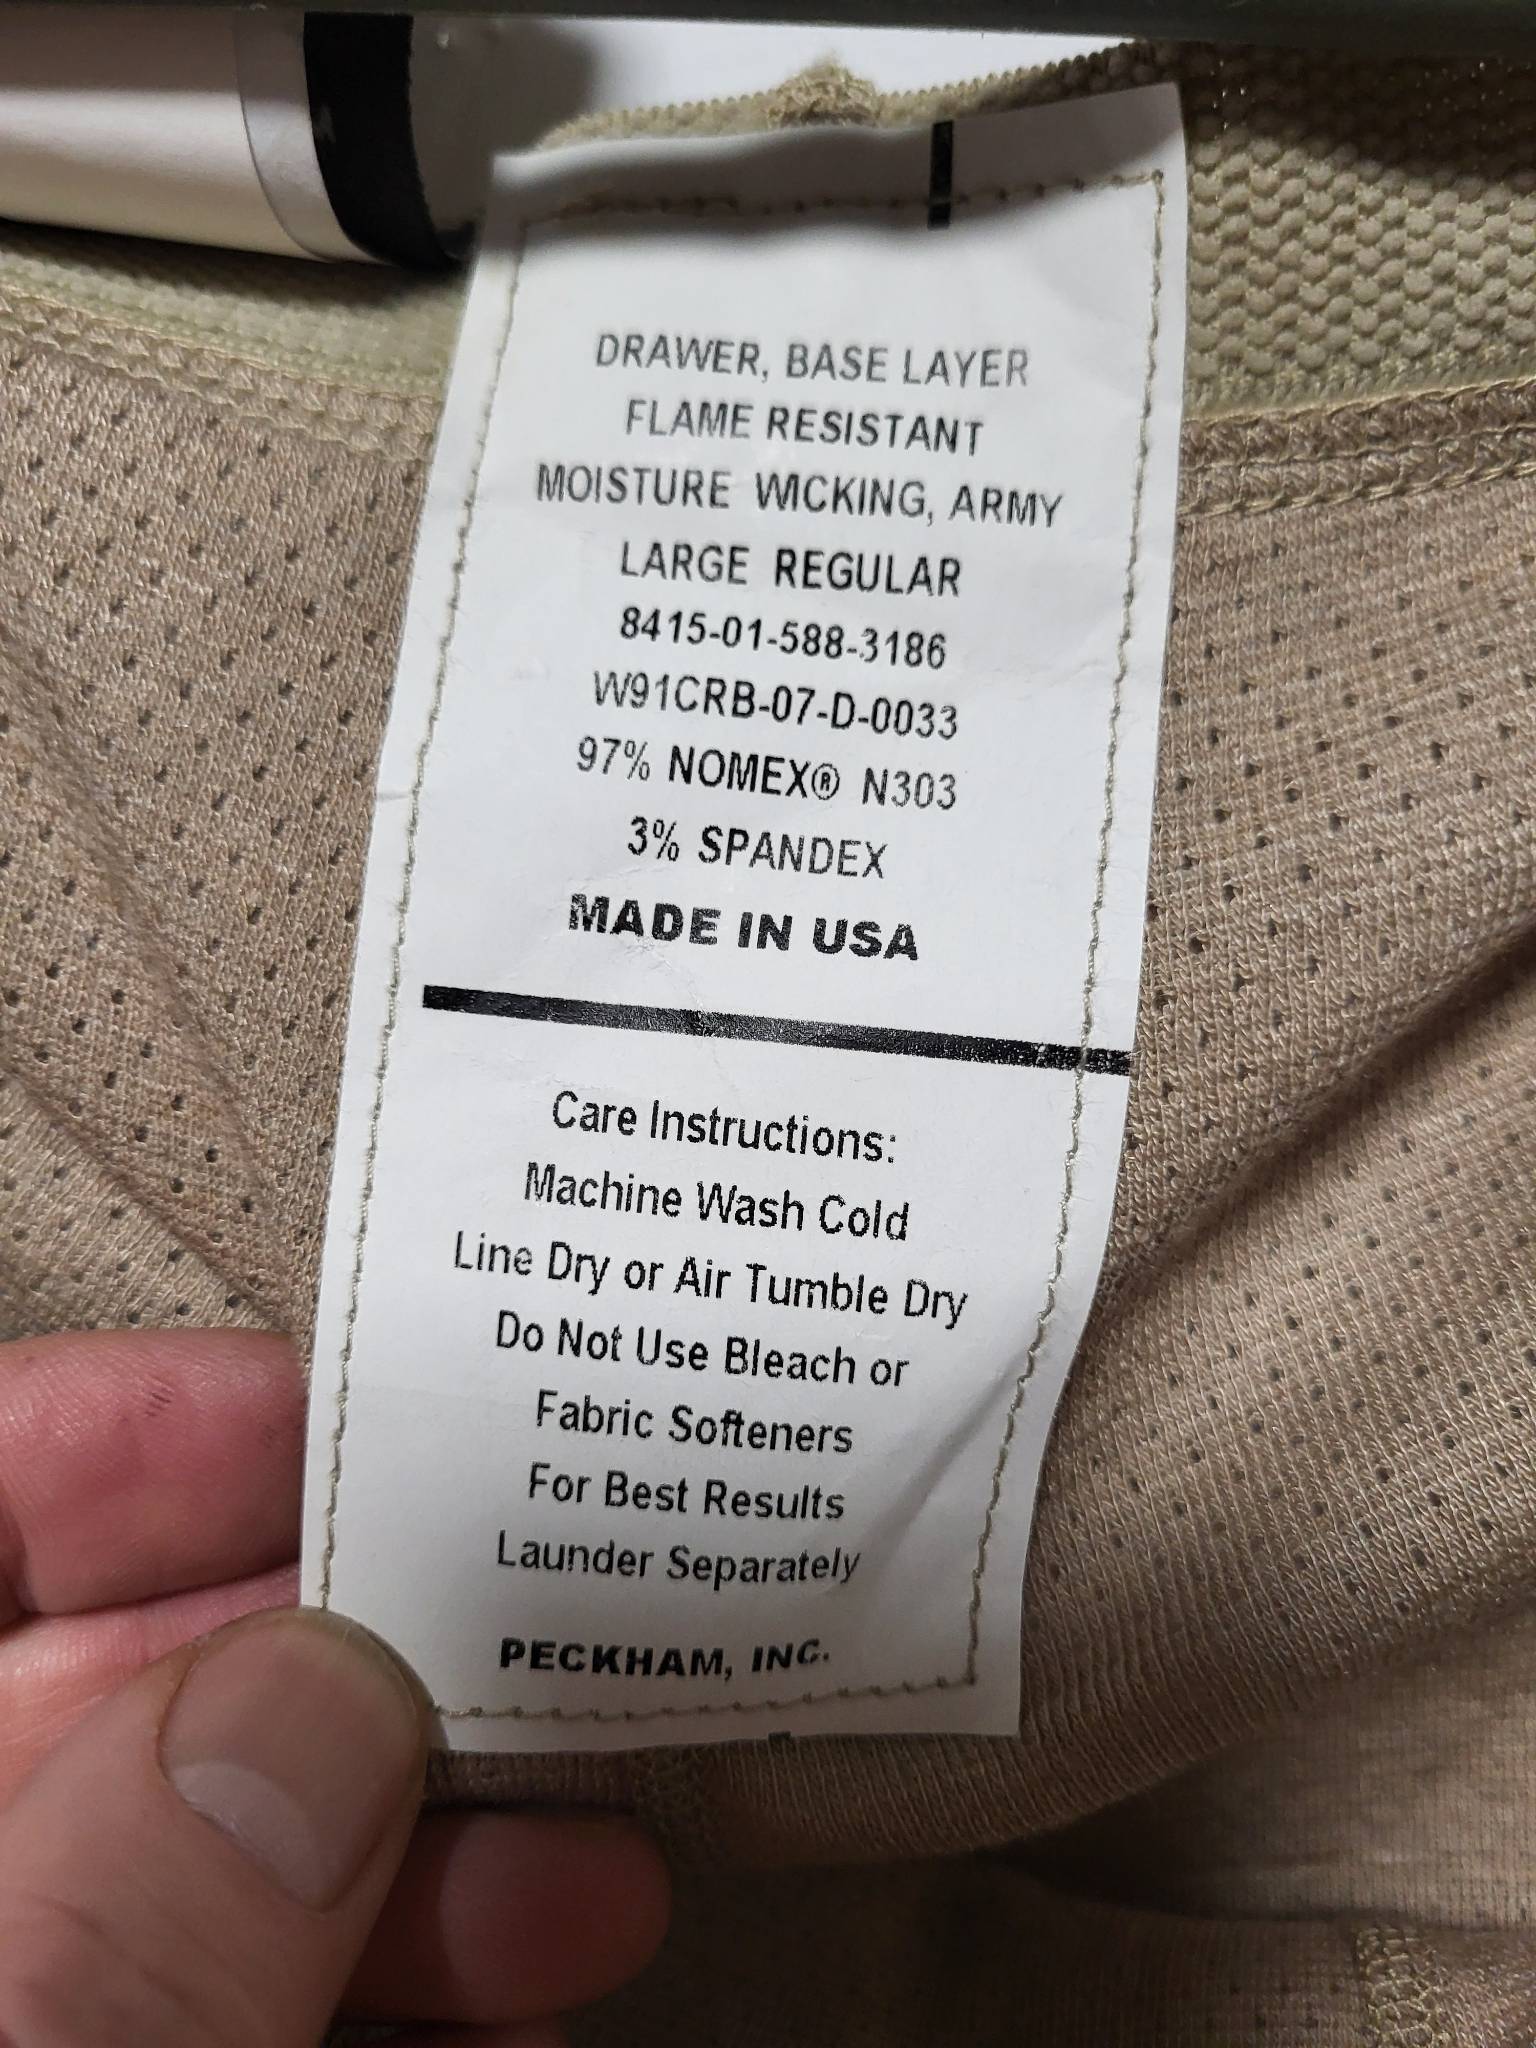 DRAWER, BASE LAYER
FLAME RESISTANT
MOISTURE WICKING, ARMY
LARGE REGULAR
8415-01-588-3186
W91CRB-07-D-0033
97% NOMEX® N303
3% SPANDEX
MADE IN USA
Care Instructions:
Machine Wash Cold
Line Dry or Air Tumble Dry
Do Not Use Bleach or
Fabric Softeners
For Best Results
Launder Separately
PECKHAM, INC.